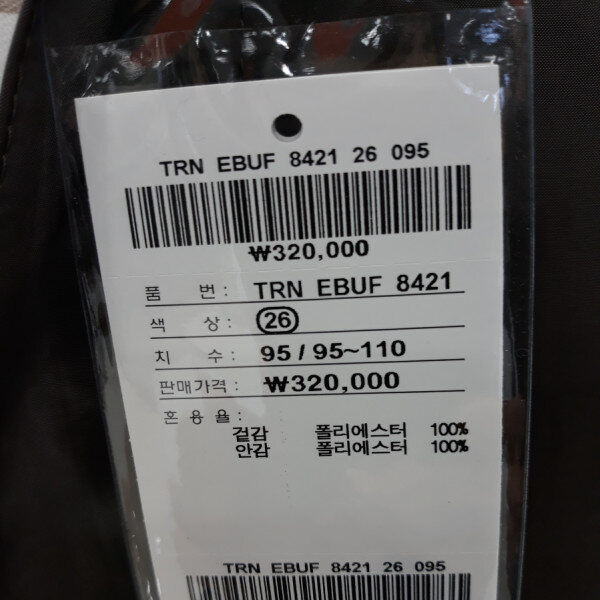 TRN EBUF 8421 26 095
₩320,000
품 번 : TRN EBUF 8421
색 상 : 26
치 수 : 95 / 95~110
판매가격 : ₩320,000
혼 용 율 :
겉감 폴리에스터 100%
안감 폴리에스터 100%
TRN EBUF 8421 26 095